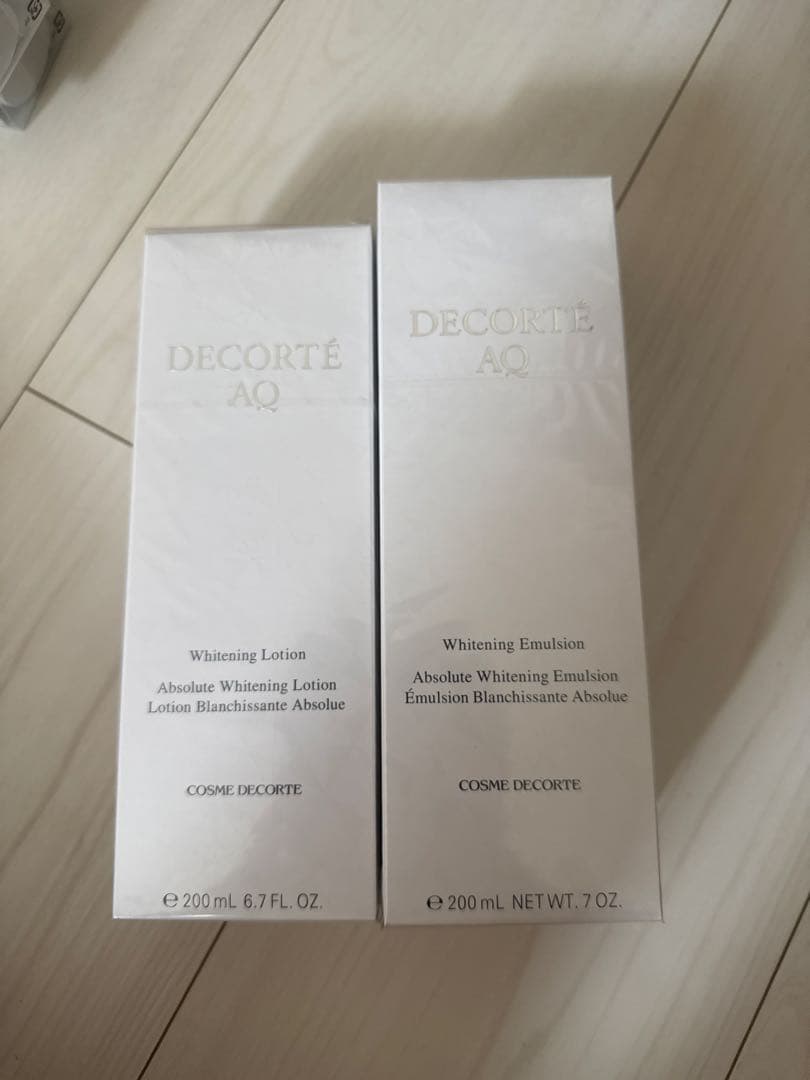 DECORTÉ
AQ
Whitening Lotion
Absolute Whitening Lotion
Lotion Blanchissante Absolue
COSME DECORTE
℮ 200 mL 6.7 FL. OZ.
DECORTÉ
AQ
Whitening Emulsion
Absolute Whitening Emulsion
Émulsion Blanchissante Absolue
COSME DECORTE
℮ 200 mL NET WT. 7 OZ.